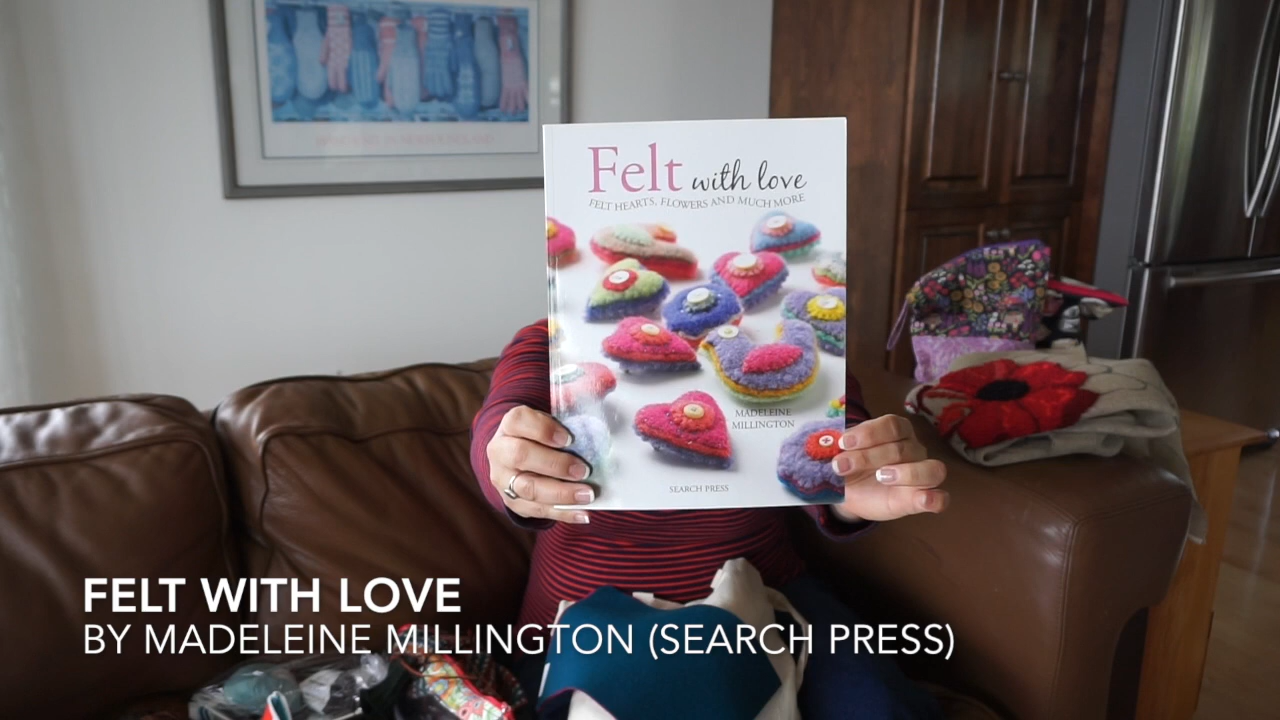 Felt with love
FELT HEARTS, FLOWERS AND MUCH MORE
MADELEINE
MILLINGTON
SEARCH PRESS
FELT WITH LOVE
BY MADELEINE MILLINGTON (SEARCH PRESS)